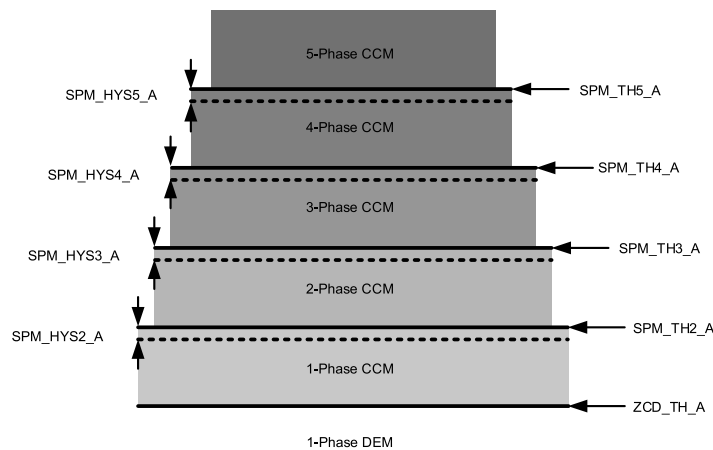 5-Phase CCM
SPM_HYS5_A
SPM_TH5_A
4-Phase CCM
SPM_HYS4_A
SPM_TH4_A
3-Phase CCM
SPM_HYS3_A
SPM_TH3_A
2-Phase CCM
SPM_HYS2_A
SPM_TH2_A
1-Phase CCM
ZCD_TH_A
1-Phase DEM